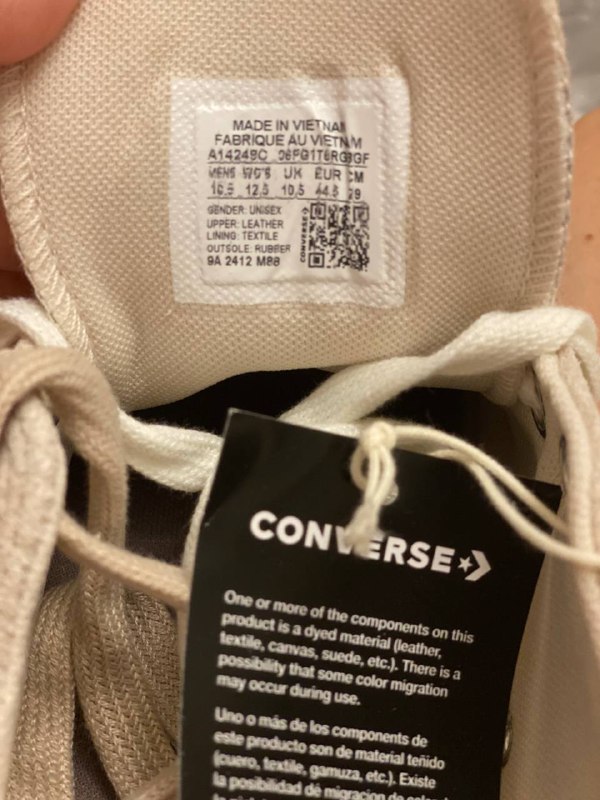 MADE IN VIETNAM
FABRIQUE AU VIETNAM
A14249C
MENS WO'S UK EUR CM
10.5 12.5 10.5 44.5 29
GENDER: UNISEX
UPPER: LEATHER
LINING: TEXTILE
OUTSOLE: RUBBER
9A 2412 M88
CONVERSE
CONVERSE
One or more of the components on this
product is a dyed material (leather,
textile, canvas, suede, etc.). There is a
possibility that some color migration
may occur during use.
Uno o más de los componentes de
este producto son de material teñido
(cuero, textile, gamuza, etc.). Existe
la posibilidad de migracion de